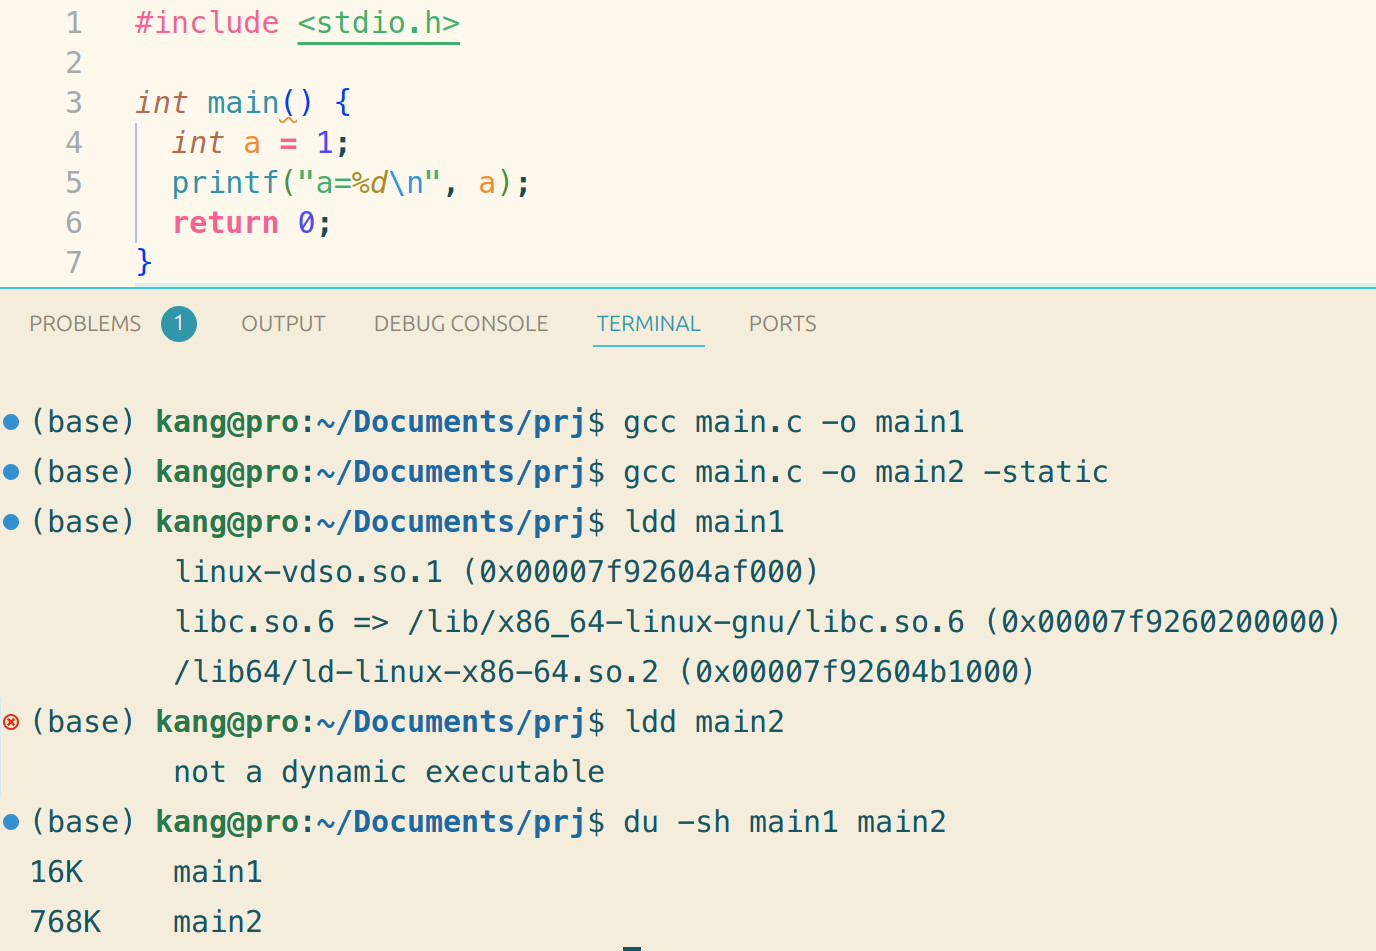 1 #include <stdio.h>
2
3 int main() {
4 int a = 1;
5 printf("a=%d\n", a);
6 return 0;
7 }
PROBLEMS 1 OUTPUT DEBUG CONSOLE TERMINAL PORTS
(base) kang@pro:~/Documents/prj$ gcc main.c -o main1
(base) kang@pro:~/Documents/prj$ gcc main.c -o main2 -static
(base) kang@pro:~/Documents/prj$ ldd main1
linux-vdso.so.1 (0x00007f92604af000)
libc.so.6 => /lib/x86_64-linux-gnu/libc.so.6 (0x00007f9260200000)
/lib64/ld-linux-x86-64.so.2 (0x00007f92604b1000)
(base) kang@pro:~/Documents/prj$ ldd main2
not a dynamic executable
(base) kang@pro:~/Documents/prj$ du -sh main1 main2
16K main1
768K main2